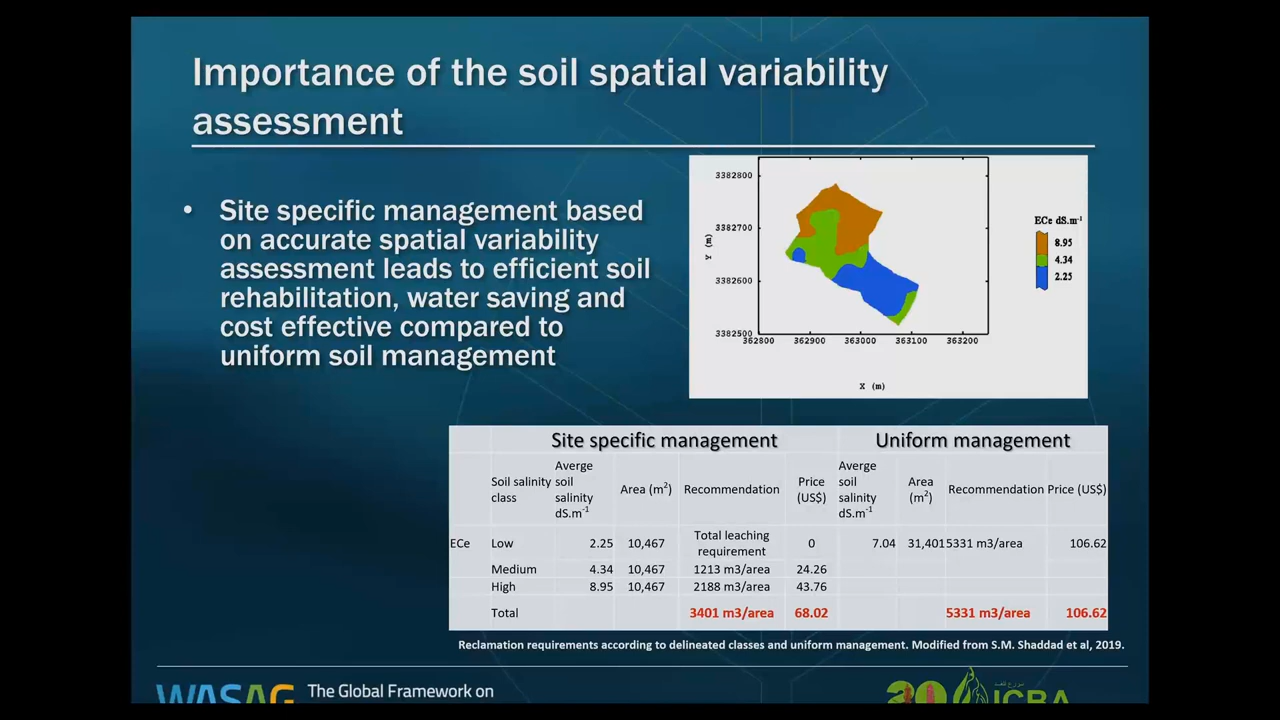 Importance of the soil spatial variability
assessment
• Site specific management based
on accurate spatial variability
assessment leads to efficient soil
rehabilitation, water saving and
cost effective compared to
uniform soil management
3382800
3382700
3382600
3382500
Y (m)
362800 362900 363000 363100 363200
X (m)
ECe dS.m-1
8.95
4.34
2.25
Site specific management Uniform management
Soil salinity class Averge soil salinity dS.m-1 Area (m2) Recommendation Price (US$) Averge soil salinity dS.m-1 Area (m2) Recommendation Price (US$)
ECe Low 2.25 10,467 Total leaching requirement 0 7.04 31,401 5331 m3/area 106.62
Medium 4.34 10,467 1213 m3/area 24.26
High 8.95 10,467 2188 m3/area 43.76
Total 3401 m3/area 68.02 5331 m3/area 106.62
Reclamation requirements according to delineated classes and uniform management. Modified from S.M. Shaddad et al, 2019.
WASAG The Global Framework on
20 ICBA